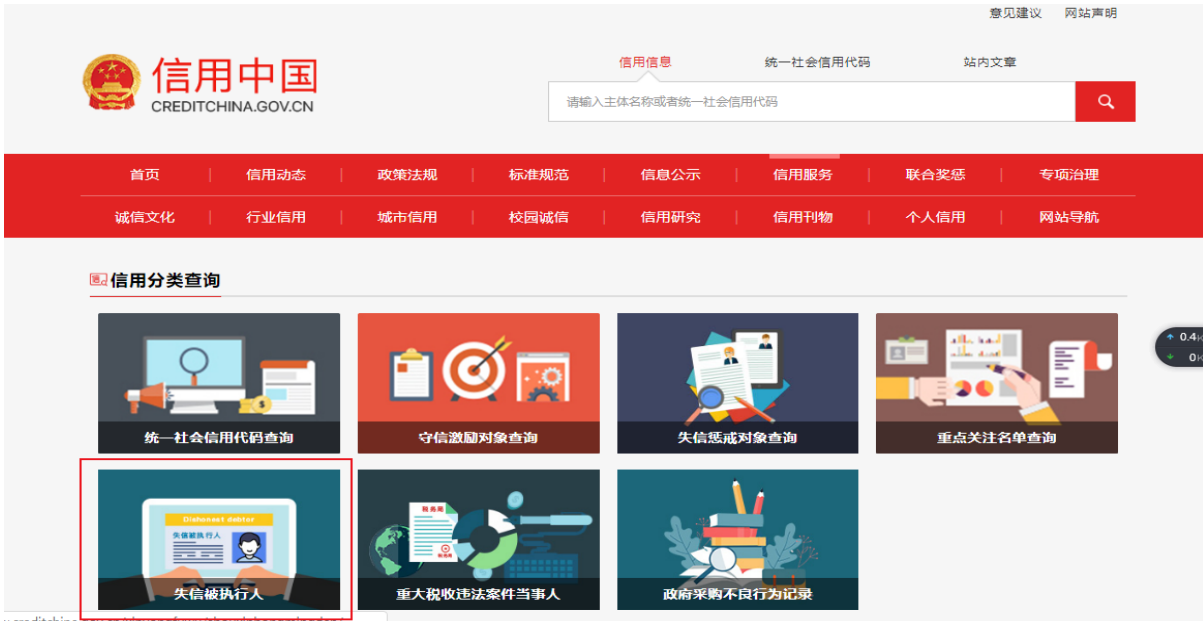 意见建议 网站声明
信用中国
CREDITCHINA.GOV.CN
信用信息 统一社会信用代码 站内文章
请输入主体名称或者统一社会信用代码
首页 信用动态 政策法规 标准规范 信息公示 信用服务 联合奖惩 专项治理
诚信文化 行业信用 城市信用 校园诚信 信用研究 信用刊物 个人信用 网站导航
信用分类查询
统一社会信用代码查询 守信激励对象查询 失信惩戒对象查询 重点关注名单查询
0.4K
0K
Dishonest debtor
失信被执行人
税务局
失信被执行人 重大税收违法案件当事人 政府采购不良行为记录